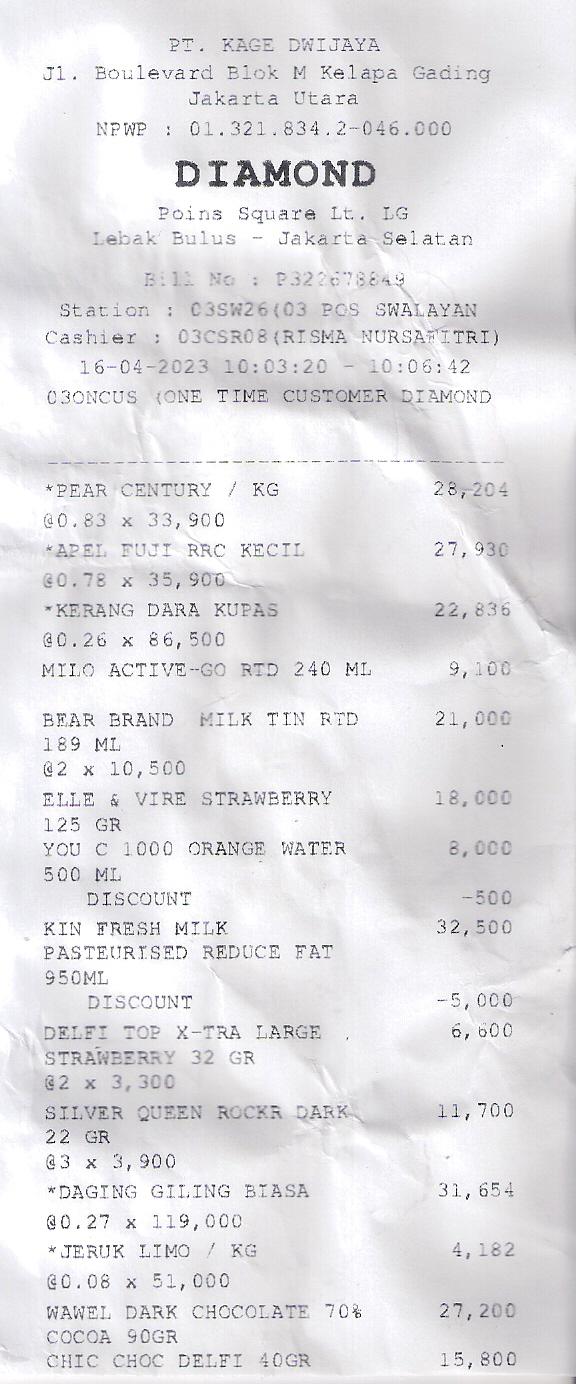 PT. KAGE DWIJAYA
Jl. Boulevard Blok M Kelapa Gading
Jakarta Utara
NPWP : 01.321.834.2-046.000
DIAMOND
Poins Square Lt. LG
Lebak Bulus - Jakarta Selatan
Bill No : P322678849
Station : 03SW26(03 POS SWALAYAN
Cashier : 03CSR08(RISMA NURSAFITRI)
16-04-2023 10:03:20 - 10:06:42
03ONCUS (ONE TIME CUSTOMER DIAMOND
*PEAR CENTURY / KG 28,204
@0.83 x 33,900
*APEL FUJI RRC KECIL 27,930
@0.78 x 35,900
*KERANG DARA KUPAS 22,836
@0.26 x 86,500
MILO ACTIVE-GO RTD 240 ML 9,100
BEAR BRAND MILK TIN RTD 21,000
189 ML
@2 x 10,500
ELLE & VIRE STRAWBERRY 18,000
125 GR
YOU C 1000 ORANGE WATER 8,000
500 ML
DISCOUNT -500
KIN FRESH MILK 32,500
PASTEURISED REDUCE FAT
950ML
DISCOUNT -5,000
DELFI TOP X-TRA LARGE 6,600
STRAWBERRY 32 GR
@2 x 3,300
SILVER QUEEN ROCKR DARK 11,700
22 GR
@3 x 3,900
*DAGING GILING BIASA 31,654
@0.27 x 119,000
*JERUK LIMO / KG 4,182
@0.08 x 51,000
WAWEL DARK CHOCOLATE 70% 27,200
COCOA 90GR
CHIC CHOC DELFI 40GR 15,800